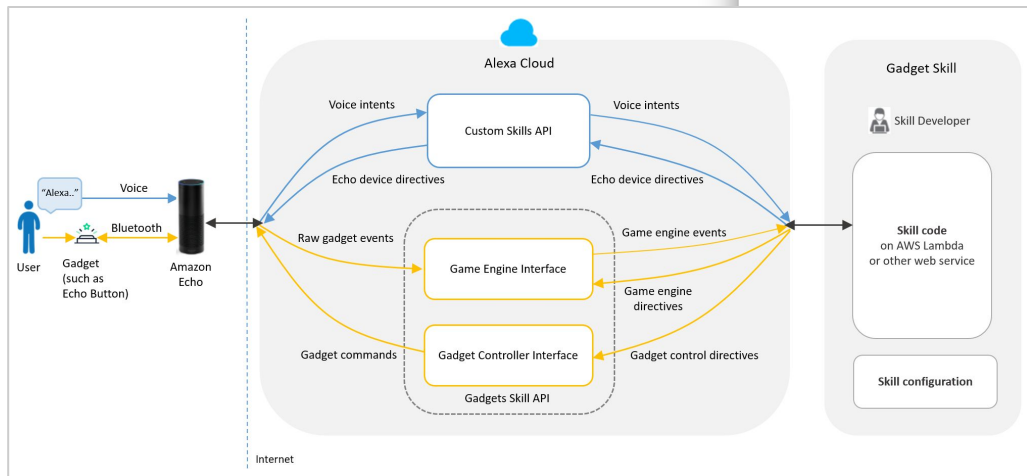 Alexa Cloud
Gadget Skill
Voice intents
Voice intents
Custom Skills API
Skill Developer
Echo device directives
Echo device directives
"Alexa.."
Voice
Bluetooth
User
Gadget
(such as
Echo Button)
Amazon
Echo
Raw gadget events
Game engine events
Game Engine Interface
Game engine
directives
Skill code
on AWS Lambda
or other web service
Gadget commands
Gadget Controller Interface
Gadget control directives
Gadgets Skill API
Skill configuration
Internet